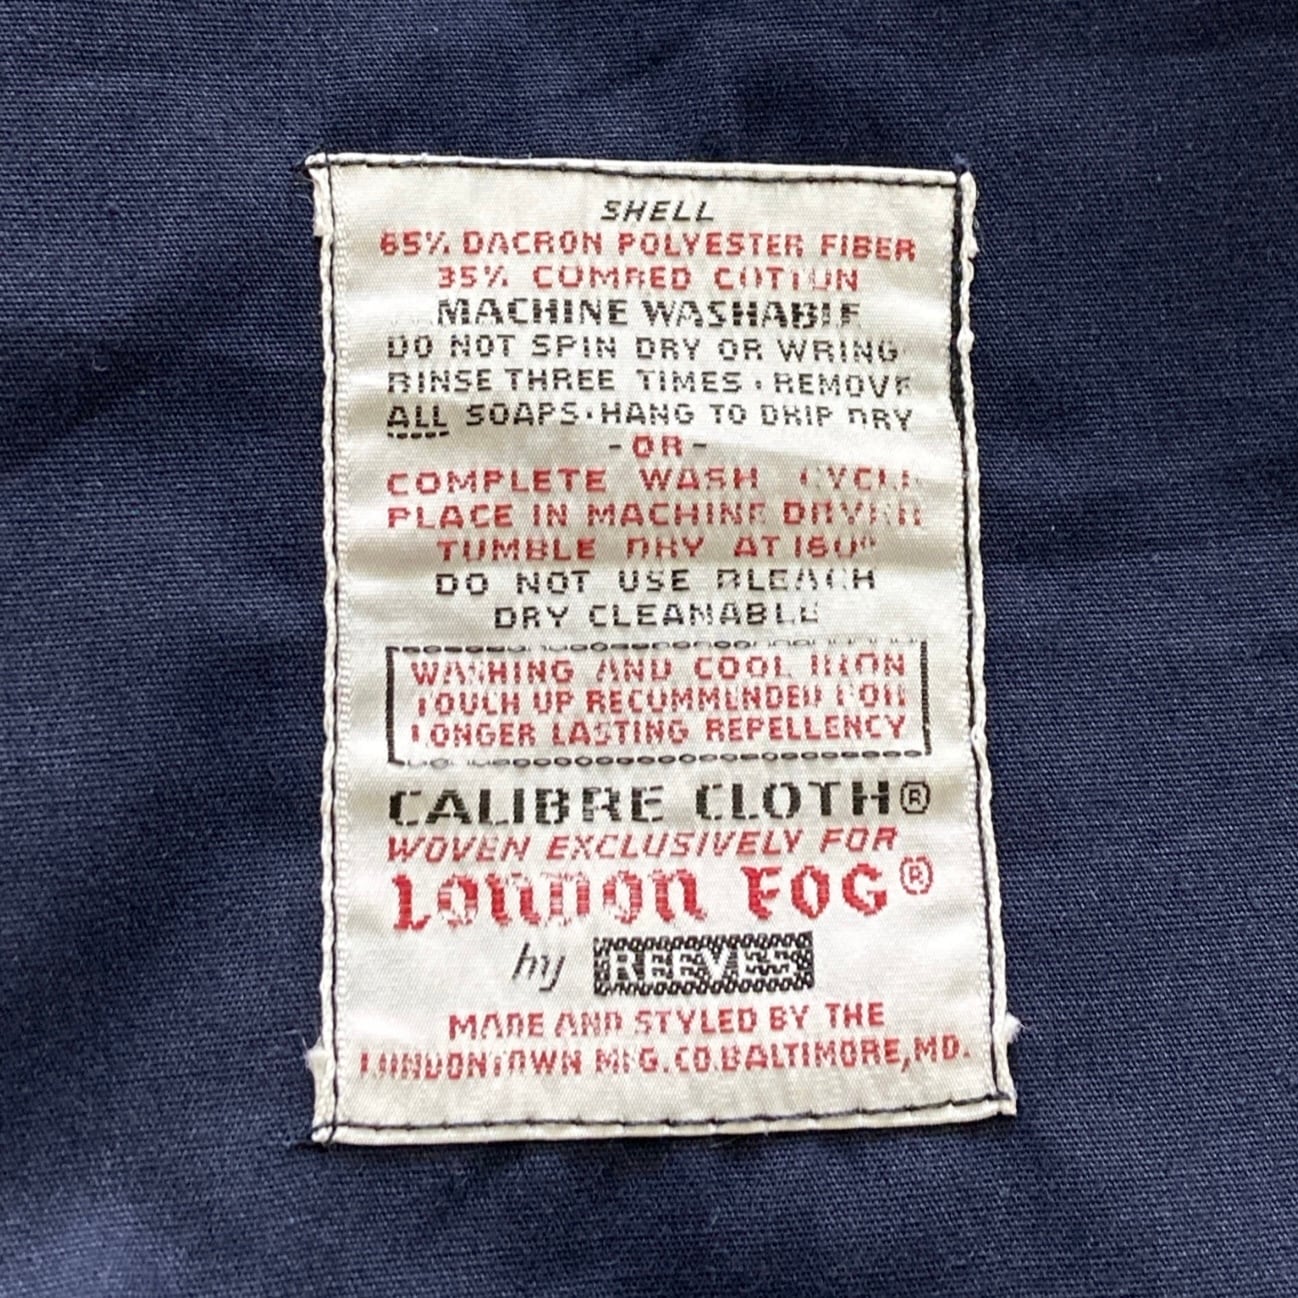 SHELL
65% DACRON POLYESTER FIBER
35% COMBED COTTON
MACHINE WASHABLE
DO NOT SPIN DRY OR WRING
RINSE THREE TIMES · REMOVE
ALL SOAPS · HANG TO DRIP DRY
-OR-
COMPLETE WASH CYCLE
PLACE IN MACHINE DRYER
TUMBLE DRY AT 160°
DO NOT USE BLEACH
DRY CLEANABLE
WASHING AND COOL IRON
TOUCH UP RECOMMENDED FOR
LONGER LASTING REPELLENCY
CALIBRE CLOTH®
WOVEN EXCLUSIVELY FOR
LONDON FOG®
by REEVES
MADE AND STYLED BY THE
LONDONTOWN MFG.CO.BALTIMORE,MD.